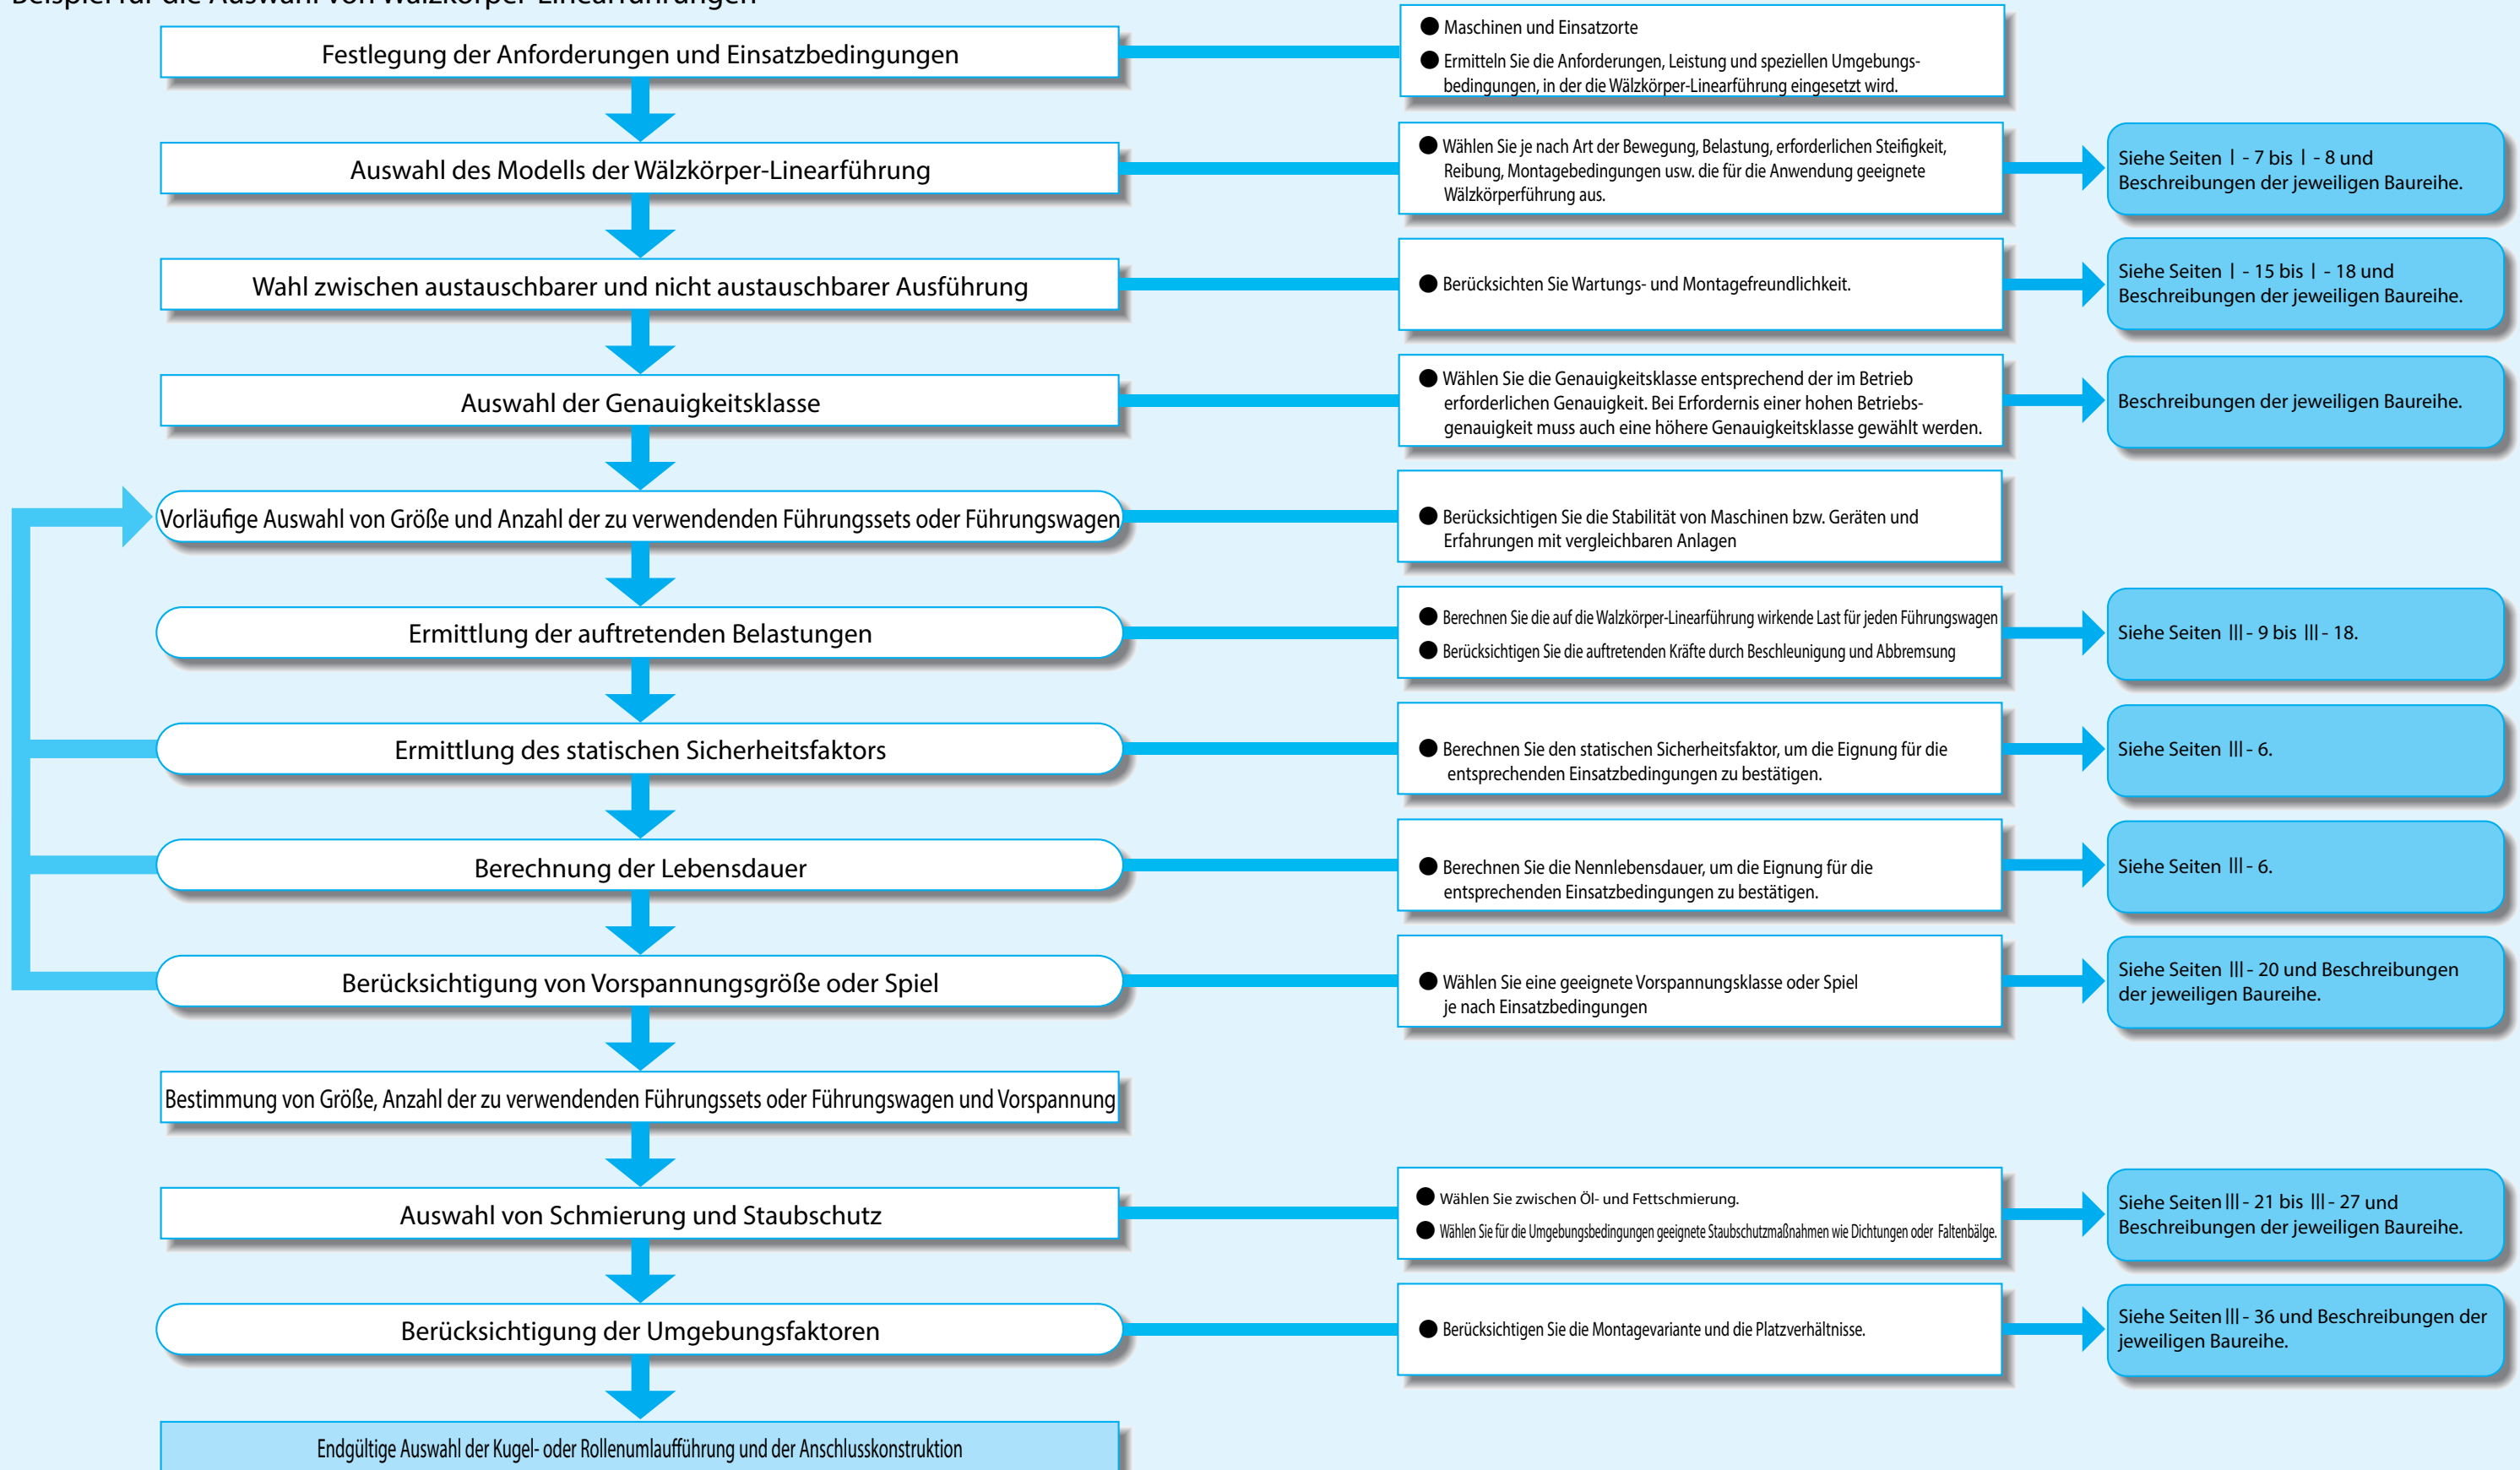 Beispiel für die Auswahl von Wälzkörper-Linearführungen
Festlegung der Anforderungen und Einsatzbedingungen
● Maschinen und Einsatzorte
● Ermitteln Sie die Anforderungen, Leistung und speziellen Umgebungs-
bedingungen, in der die Wälzkörper-Linearführung eingesetzt wird.
Auswahl des Modells der Wälzkörper-Linearführung
● Wählen Sie je nach Art der Bewegung, Belastung, erforderlichen Steifigkeit,
Reibung, Montagebedingungen usw. die für die Anwendung geeignete
Wälzkörperführung aus.
Siehe Seiten I - 7 bis I - 8 und
Beschreibungen der jeweiligen Baureihe.
Wahl zwischen austauschbarer und nicht austauschbarer Ausführung
● Berücksichten Sie Wartungs- und Montagefreundlichkeit.
Siehe Seiten I - 15 bis I - 18 und
Beschreibungen der jeweiligen Baureihe.
Auswahl der Genauigkeitsklasse
● Wählen Sie die Genauigkeitsklasse entsprechend der im Betrieb
erforderlichen Genauigkeit. Bei Erfordernis einer hohen Betriebs-
genauigkeit muss auch eine höhere Genauigkeitsklasse gewählt werden.
Beschreibungen der jeweiligen Baureihe.
Vorläufige Auswahl von Größe und Anzahl der zu verwendenden Führungssets oder Führungswagen
● Berücksichtigen Sie die Stabilität von Maschinen bzw. Geräten und
Erfahrungen mit vergleichbaren Anlagen
Ermittlung der auftretenden Belastungen
● Berechnen Sie die auf die Walzkörper-Linearführung wirkende Last für jeden Führungswagen
● Berücksichtigen Sie die auftretenden Kräfte durch Beschleunigung und Abbremsung
Siehe Seiten III - 9 bis III - 18.
Ermittlung des statischen Sicherheitsfaktors
● Berechnen Sie den statischen Sicherheitsfaktor, um die Eignung für die
entsprechenden Einsatzbedingungen zu bestätigen.
Siehe Seiten III - 6.
Berechnung der Lebensdauer
● Berechnen Sie die Nennlebensdauer, um die Eignung für die
entsprechenden Einsatzbedingungen zu bestätigen.
Siehe Seiten III - 6.
Berücksichtigung von Vorspannungsgröße oder Spiel
● Wählen Sie eine geeignete Vorspannungsklasse oder Spiel
je nach Einsatzbedingungen
Siehe Seiten III - 20 und Beschreibungen
der jeweiligen Baureihe.
Bestimmung von Größe, Anzahl der zu verwendenden Führungssets oder Führungswagen und Vorspannung
Auswahl von Schmierung und Staubschutz
● Wählen Sie zwischen Öl- und Fettschmierung.
● Wählen Sie für die Umgebungsbedingungen geeignete Staubschutzmaßnahmen wie Dichtungen oder Faltenbälge.
Siehe Seiten III - 21 bis III - 27 und
Beschreibungen der jeweiligen Baureihe.
Berücksichtigung der Umgebungsfaktoren
● Berücksichtigen Sie die Montagevariante und die Platzverhältnisse.
Siehe Seiten III - 36 und Beschreibungen der
jeweiligen Baureihe.
Endgültige Auswahl der Kugel- oder Rollenumlaufführung und der Anschlusskonstruktion